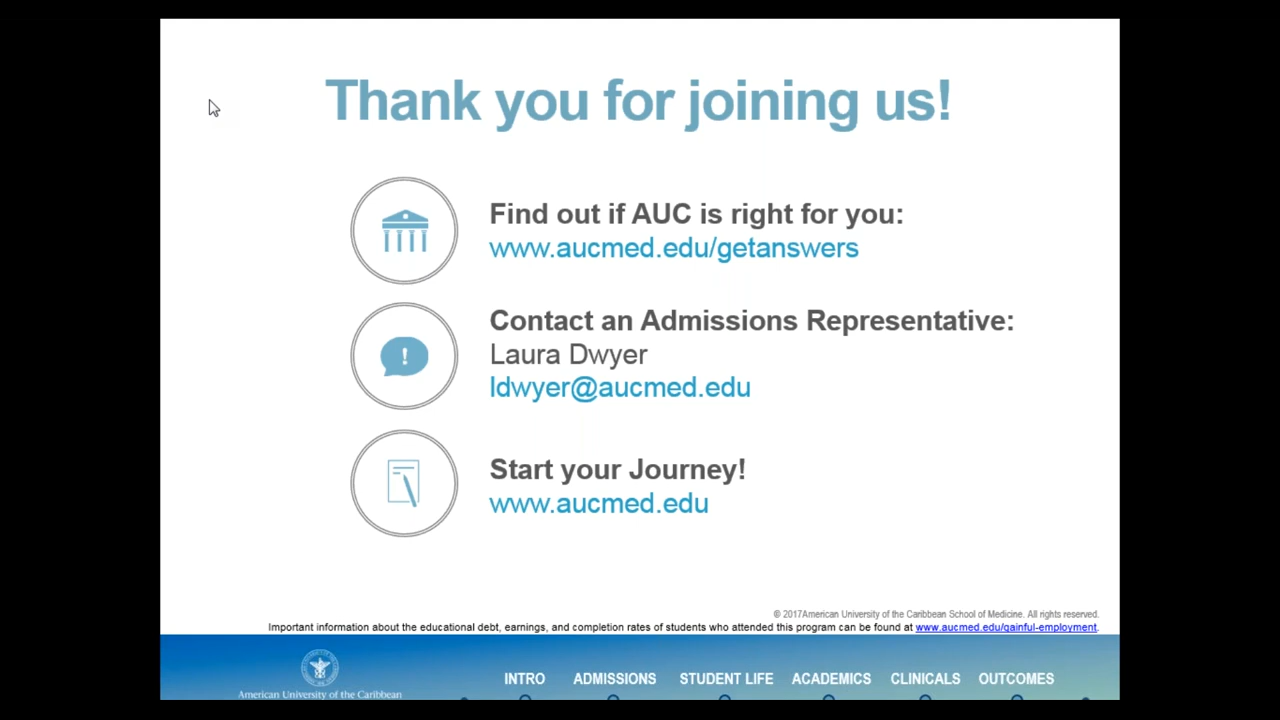 Thank you for joining us!
Find out if AUC is right for you:
www.aucmed.edu/getanswers
!
Contact an Admissions Representative:
Laura Dwyer
ldwyer@aucmed.edu
Start your Journey!
www.aucmed.edu
© 2017American University of the Caribbean School of Medicine. All rights reserved.
Important information about the educational debt, earnings, and completion rates of students who attended this program can be found at www.aucmed.edu/gainful-employment.
American University of the Caribbean
INTRO ADMISSIONS STUDENT LIFE ACADEMICS CLINICALS OUTCOMES